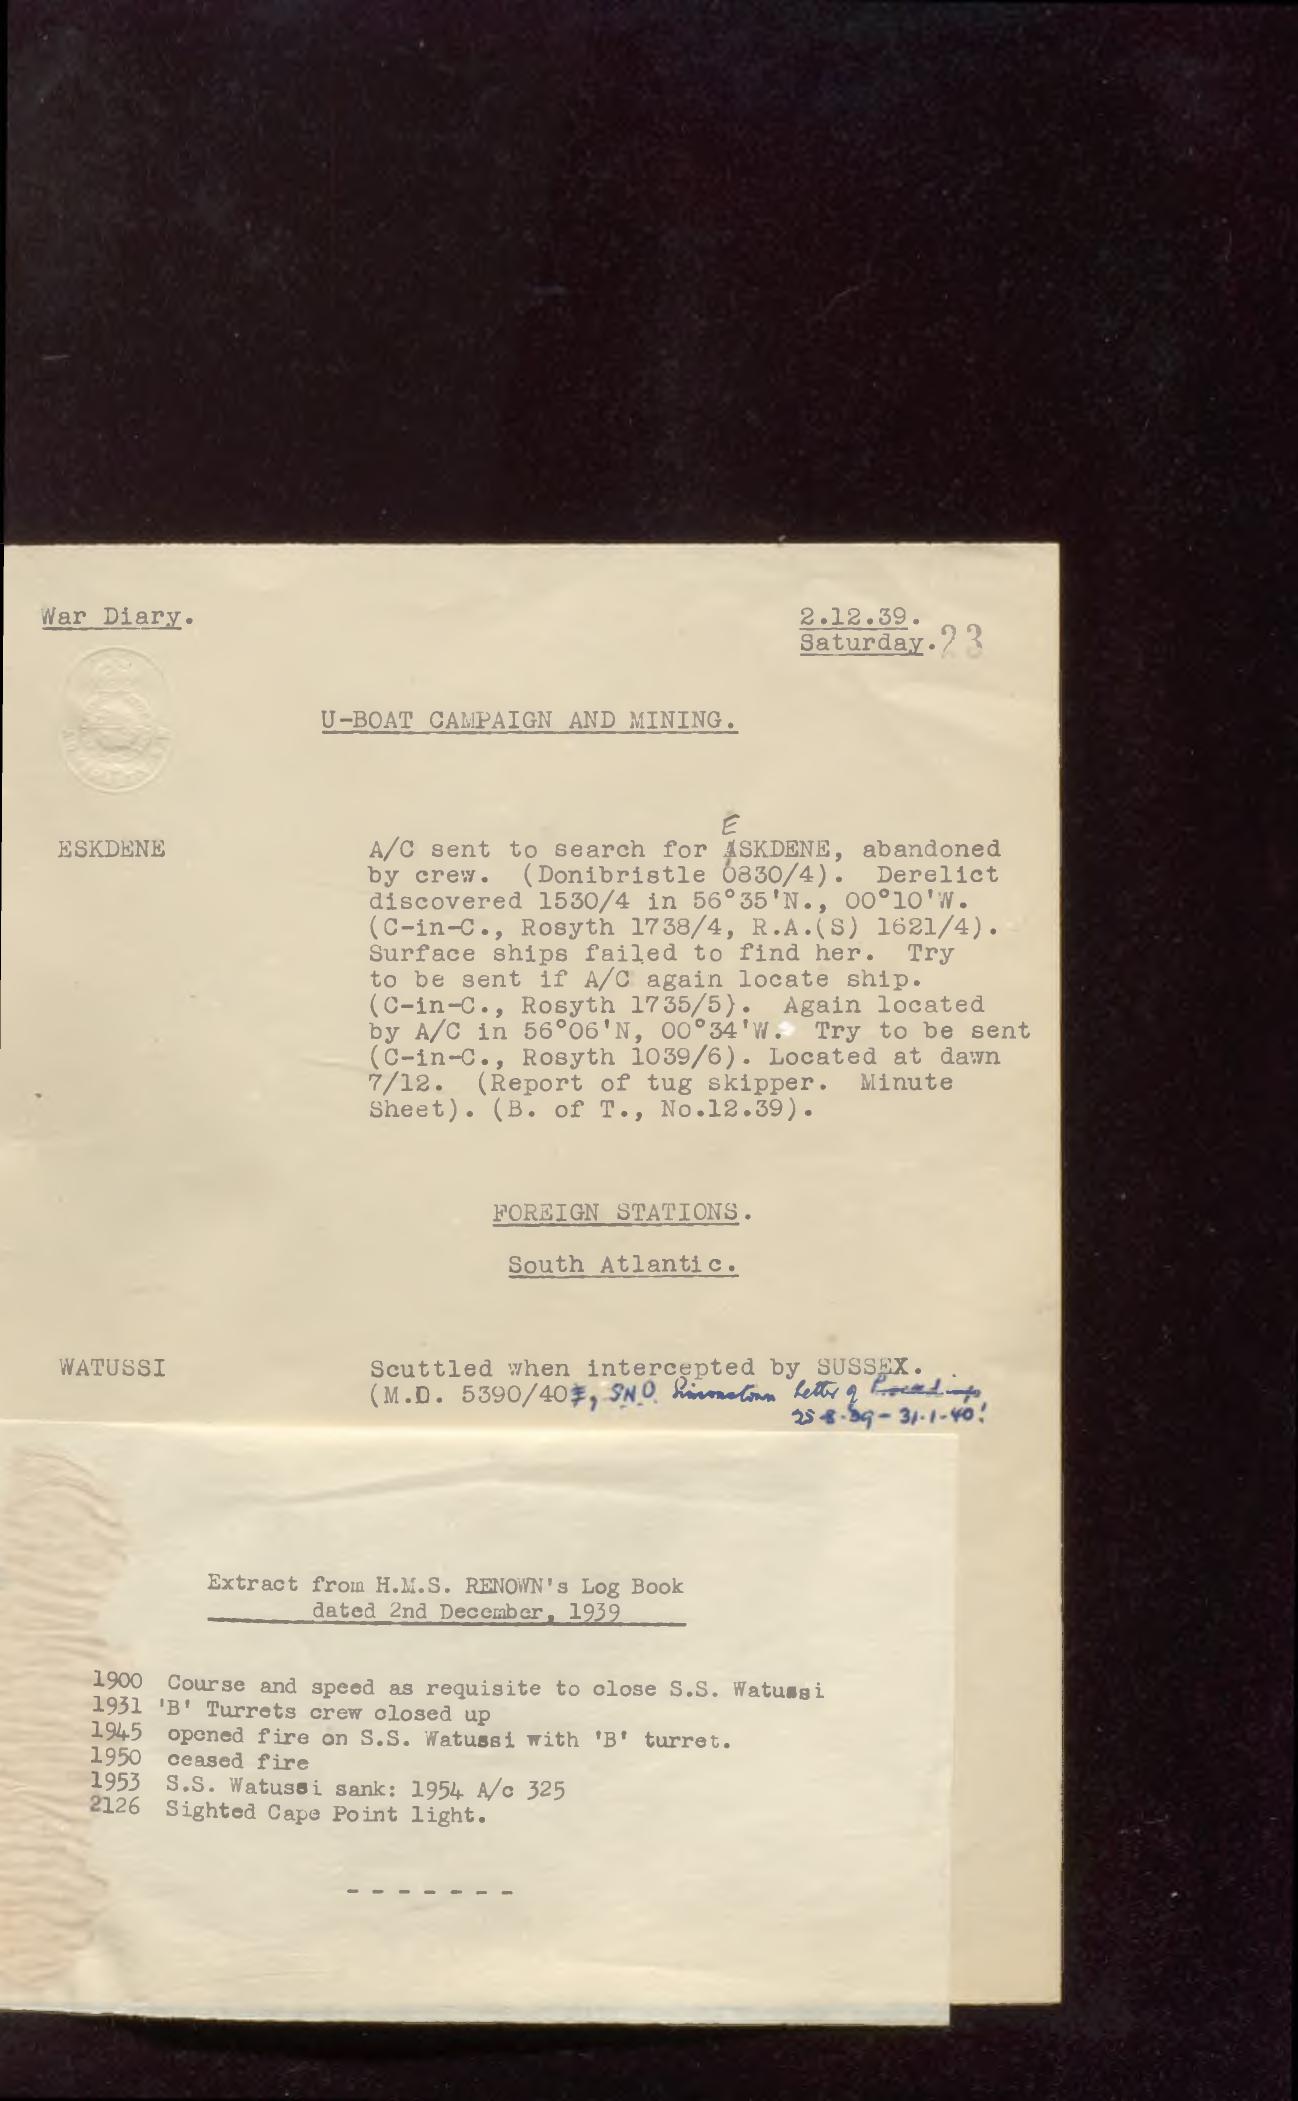 War Diary.
2.12.39.
Saturday. 23
U-BOAT CAMPAIGN AND MINING.
E
ESKDENE A/C sent to search for ASKDENE, abandoned
by crew. (Donibristle 0830/4). Derelict
discovered 1530/4 in 56°35'N., 00°10'W.
(C-in-C., Rosyth 1738/4, R.A.(S) 1621/4).
Surface ships failed to find her. Try
to be sent if A/C again locate ship.
(C-in-C., Rosyth 1735/5). Again located
by A/C in 56°06'N, 00°34'W. Try to be sent
(C-in-C., Rosyth 1039/6). Located at dawn
7/12. (Report of tug skipper. Minute
Sheet). (B. of T., No.12.39).
FOREIGN STATIONS.
South Atlantic.
WATUSSI Scuttled when intercepted by SUSSEX.
(M.D. 5390/40, S.N.O. Simonstown Letter of Proceedings
25-8-39 - 31-1-40!
Extract from H.M.S. RENOWN's Log Book
dated 2nd December, 1939
1900 Course and speed as requisite to close S.S. Watussi
1931 'B' Turrets crew closed up
1945 opened fire on S.S. Watussi with 'B' turret.
1950 ceased fire
1953 S.S. Watussi sank: 1954 A/c 325
2126 Sighted Cape Point light.
- - - - - - -